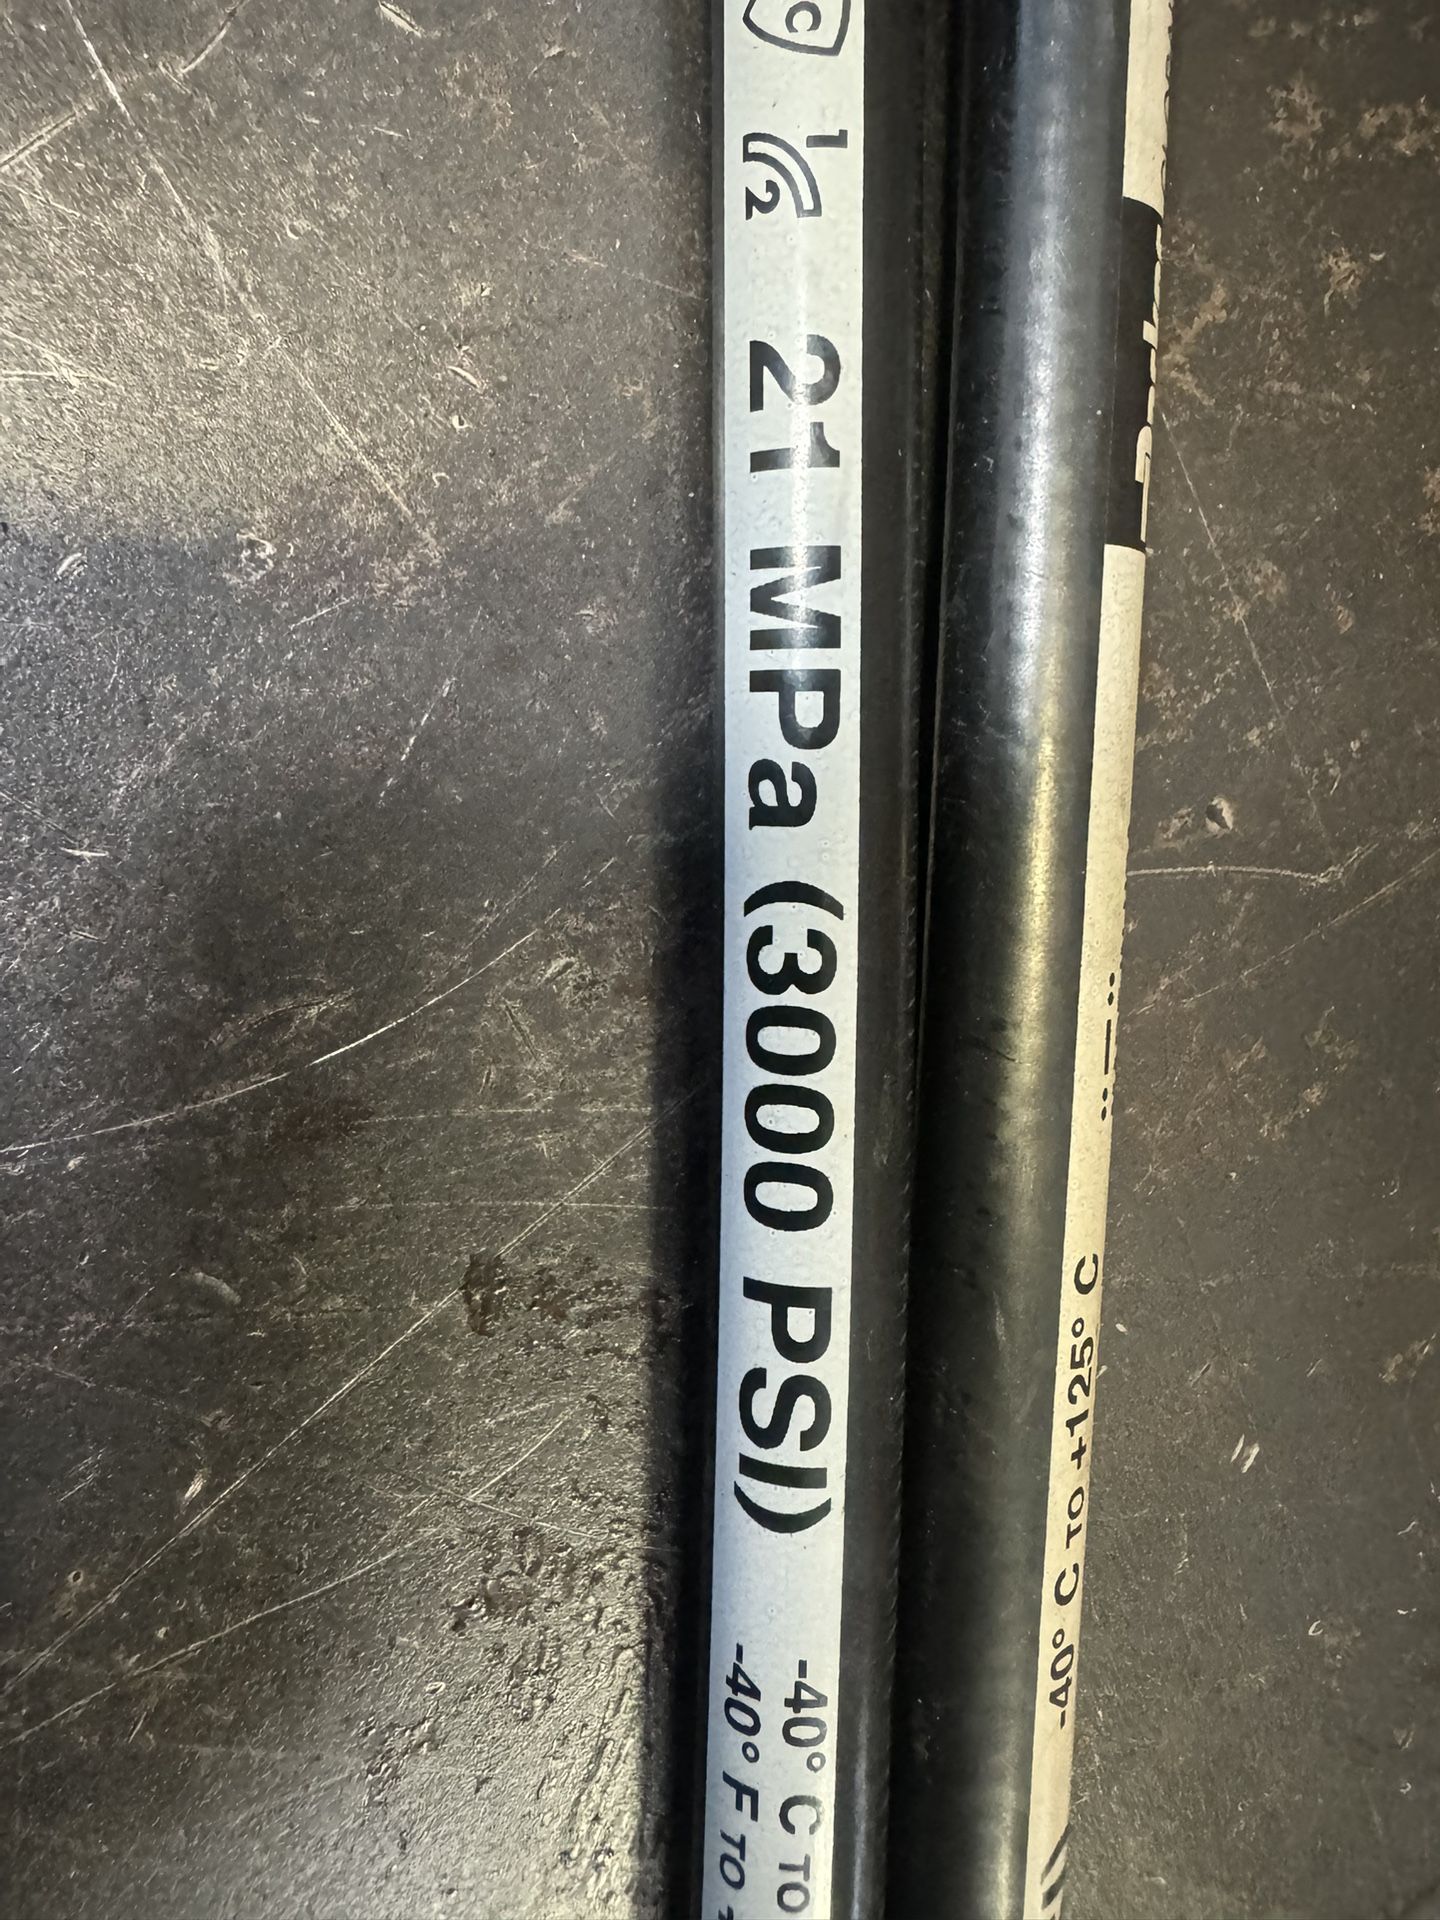 C
1/2
21 MPa (3000 PSI)
-40° C TO
-40° F TO
-40° C TO +125° C